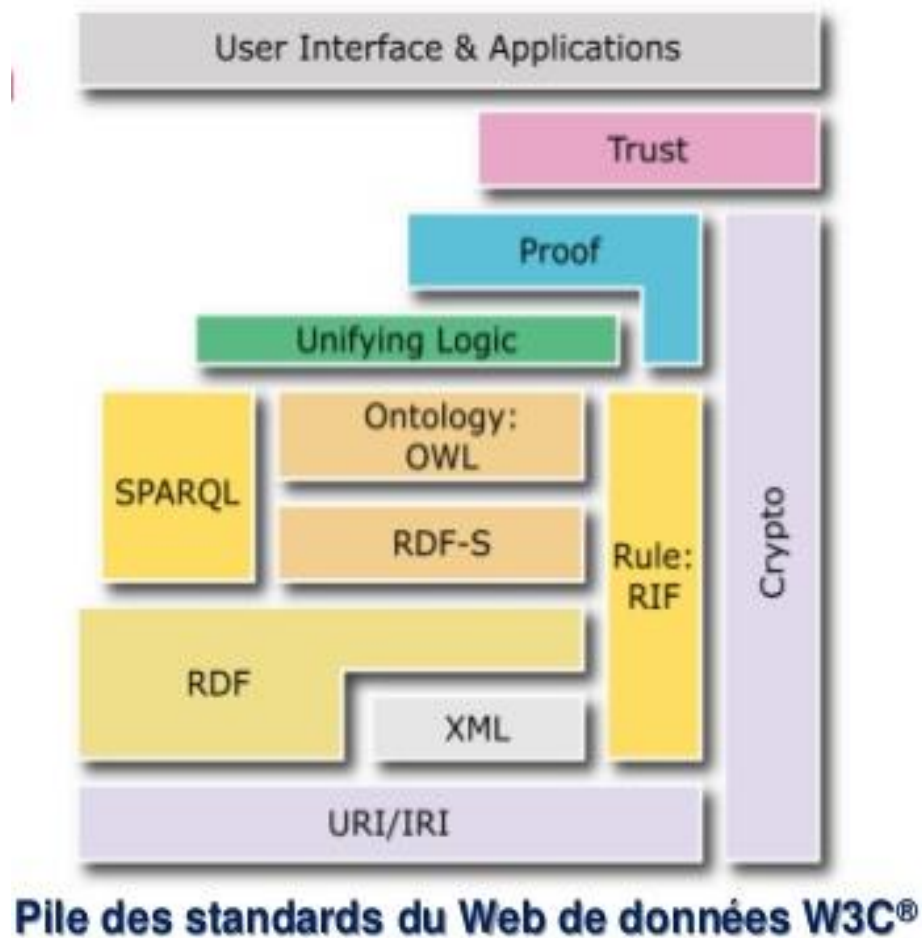 User Interface & Applications
Trust
Proof
Unifying Logic
Ontology:
OWL
SPARQL
RDF-S
Rule:
RIF
Crypto
RDF
XML
URI/IRI
Pile des standards du Web de données W3C®